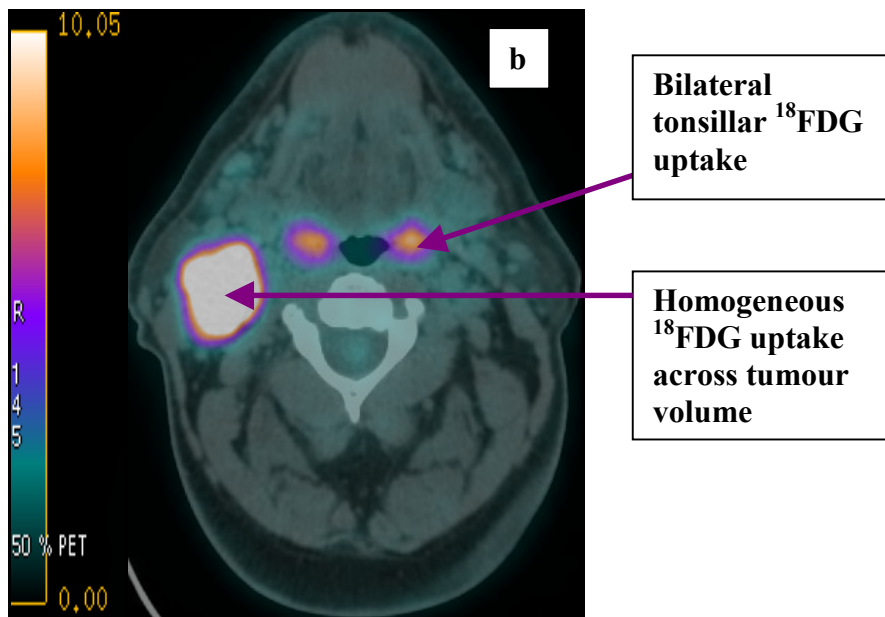 10.05
b
R
1
4
5
50 % PET
0.00
Bilateral
tonsillar ¹⁸FDG
uptake
Homogeneous
¹⁸FDG uptake
across tumour
volume